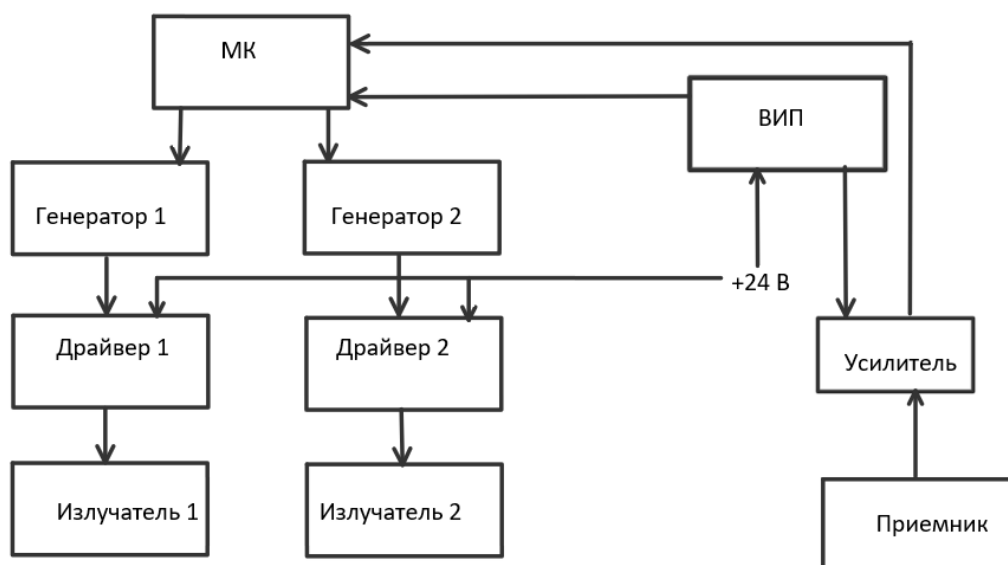 МК
ВИП
Генератор 1
Генератор 2
+24 В
Драйвер 1
Драйвер 2
Усилитель
Излучатель 1
Излучатель 2
Приемник